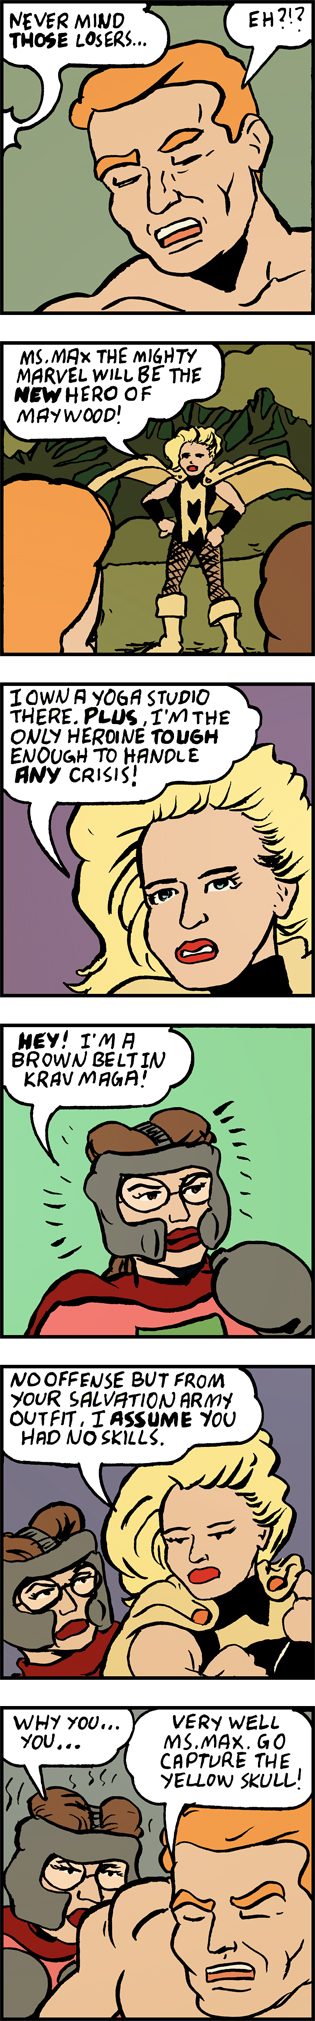 NEVER MIND
THOSE LOSERS...
EH?!?
MS. MAX THE MIGHTY
MARVEL WILL BE THE
NEW HERO OF
MAYWOOD!
I OWN A YOGA STUDIO
THERE. PLUS, I'M THE
ONLY HEROINE TOUGH
ENOUGH TO HANDLE
ANY CRISIS!
HEY! I'M A
BROWN BELT IN
KRAV MAGA!
NO OFFENSE BUT FROM
YOUR SALVATION ARMY
OUTFIT, I ASSUME YOU
HAD NO SKILLS.
WHY YOU...
YOU...
VERY WELL
MS. MAX. GO
CAPTURE THE
YELLOW SKULL!